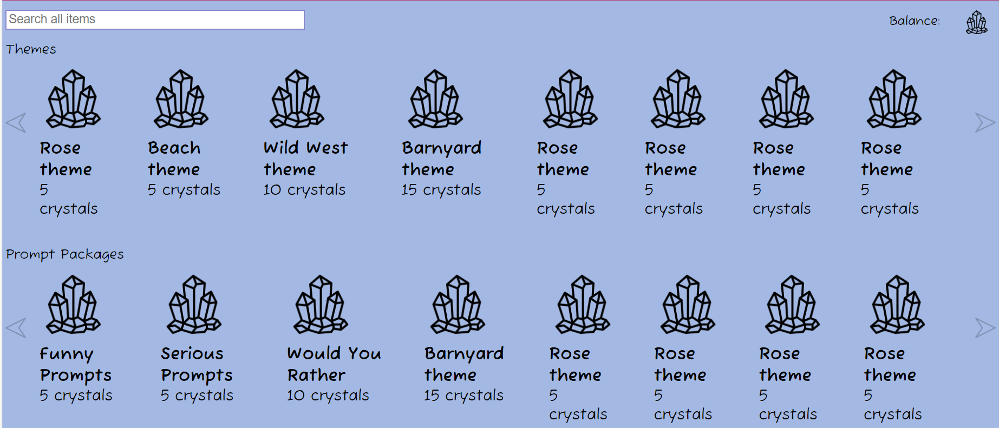 Search all items
Balance:
Themes
Rose theme
5 crystals
Beach theme
5 crystals
Wild West theme
10 crystals
Barnyard theme
15 crystals
Rose theme
5 crystals
Rose theme
5 crystals
Rose theme
5 crystals
Rose theme
5 crystals
Prompt Packages
Funny Prompts
5 crystals
Serious Prompts
5 crystals
Would You Rather
10 crystals
Barnyard theme
15 crystals
Rose theme
5 crystals
Rose theme
5 crystals
Rose theme
5 crystals
Rose theme
5 crystals